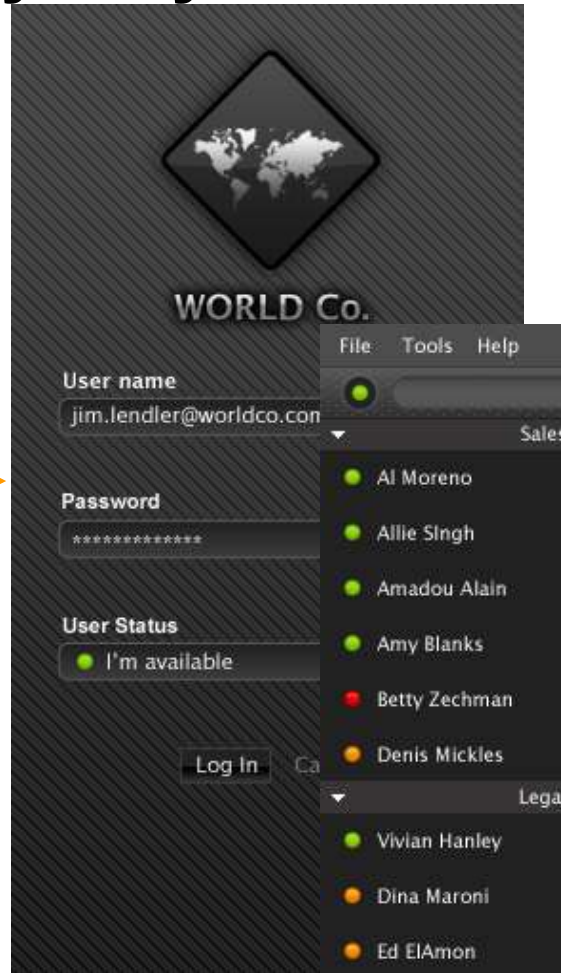 WORLD Co.
User name
jim.lendler@worldco.com
Password
*************
User Status
I'm available
Log In
File Tools Help
Al Moreno
Allie SIngh
Amadou Alain
Amy Blanks
Betty Zechman
Denis Mickles
Vivian Hanley
Dina Maroni
Ed ElAmon